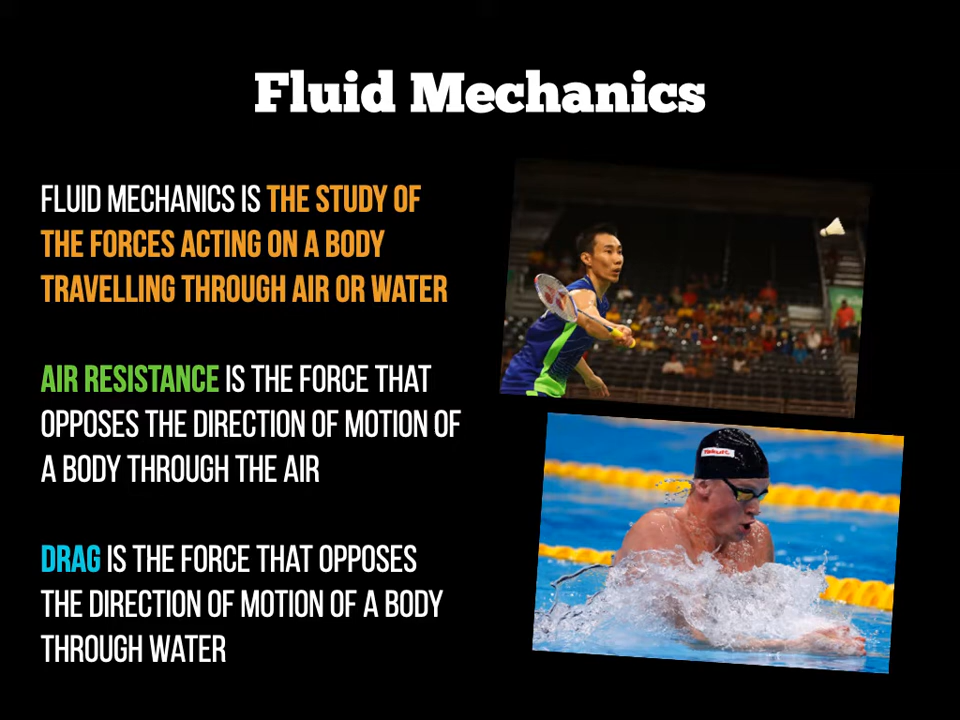 Fluid Mechanics
FLUID MECHANICS IS THE STUDY OF
THE FORCES ACTING ON A BODY
TRAVELLING THROUGH AIR OR WATER
AIR RESISTANCE IS THE FORCE THAT
OPPOSES THE DIRECTION OF MOTION OF
A BODY THROUGH THE AIR
DRAG IS THE FORCE THAT OPPOSES
THE DIRECTION OF MOTION OF A BODY
THROUGH WATER